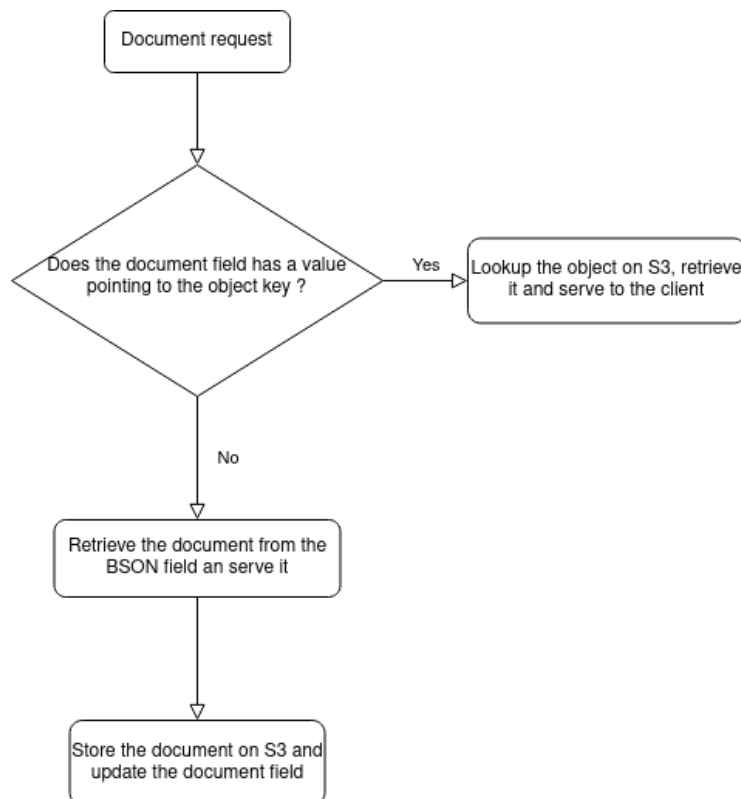 Document request
Does the document field has a value
pointing to the object key ?
Yes
Lookup the object on S3, retrieve
it and serve to the client
No
Retrieve the document from the
BSON field an serve it
Store the document on S3 and
update the document field